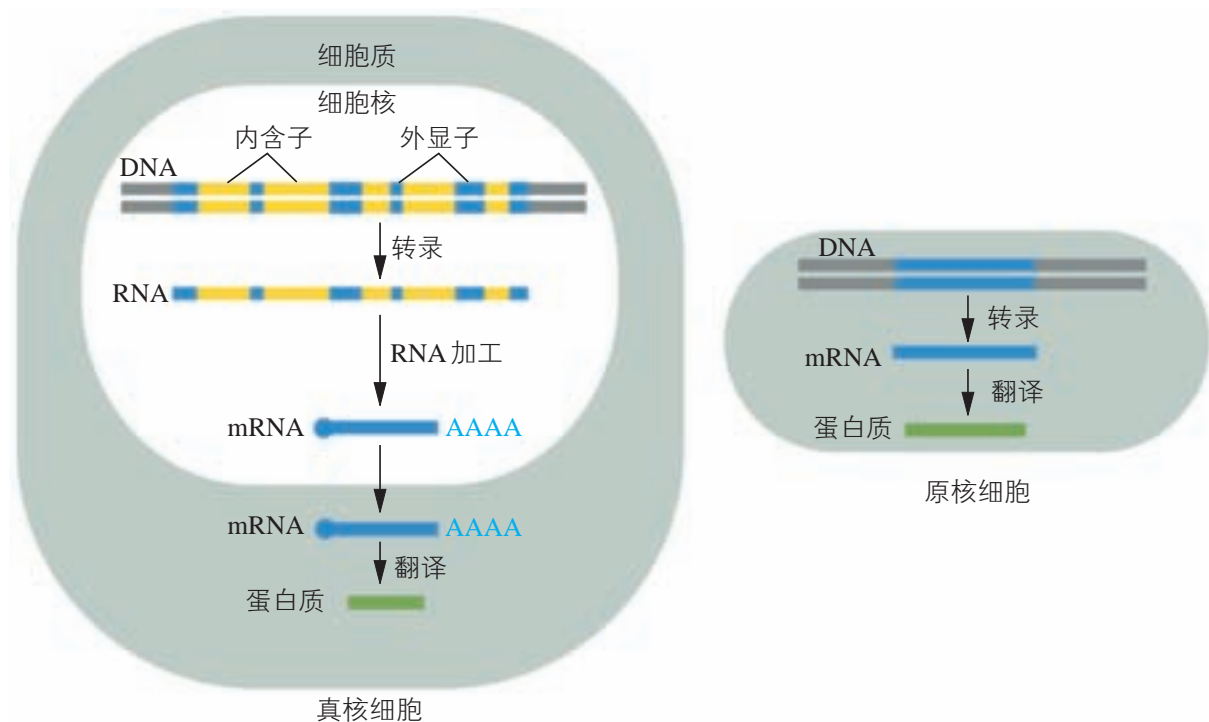 细胞质
细胞核
内含子
外显子
DNA
转录
RNA
RNA 加工
mRNA
AAAA
mRNA
AAAA
翻译
蛋白质
真核细胞
DNA
转录
mRNA
翻译
蛋白质
原核细胞